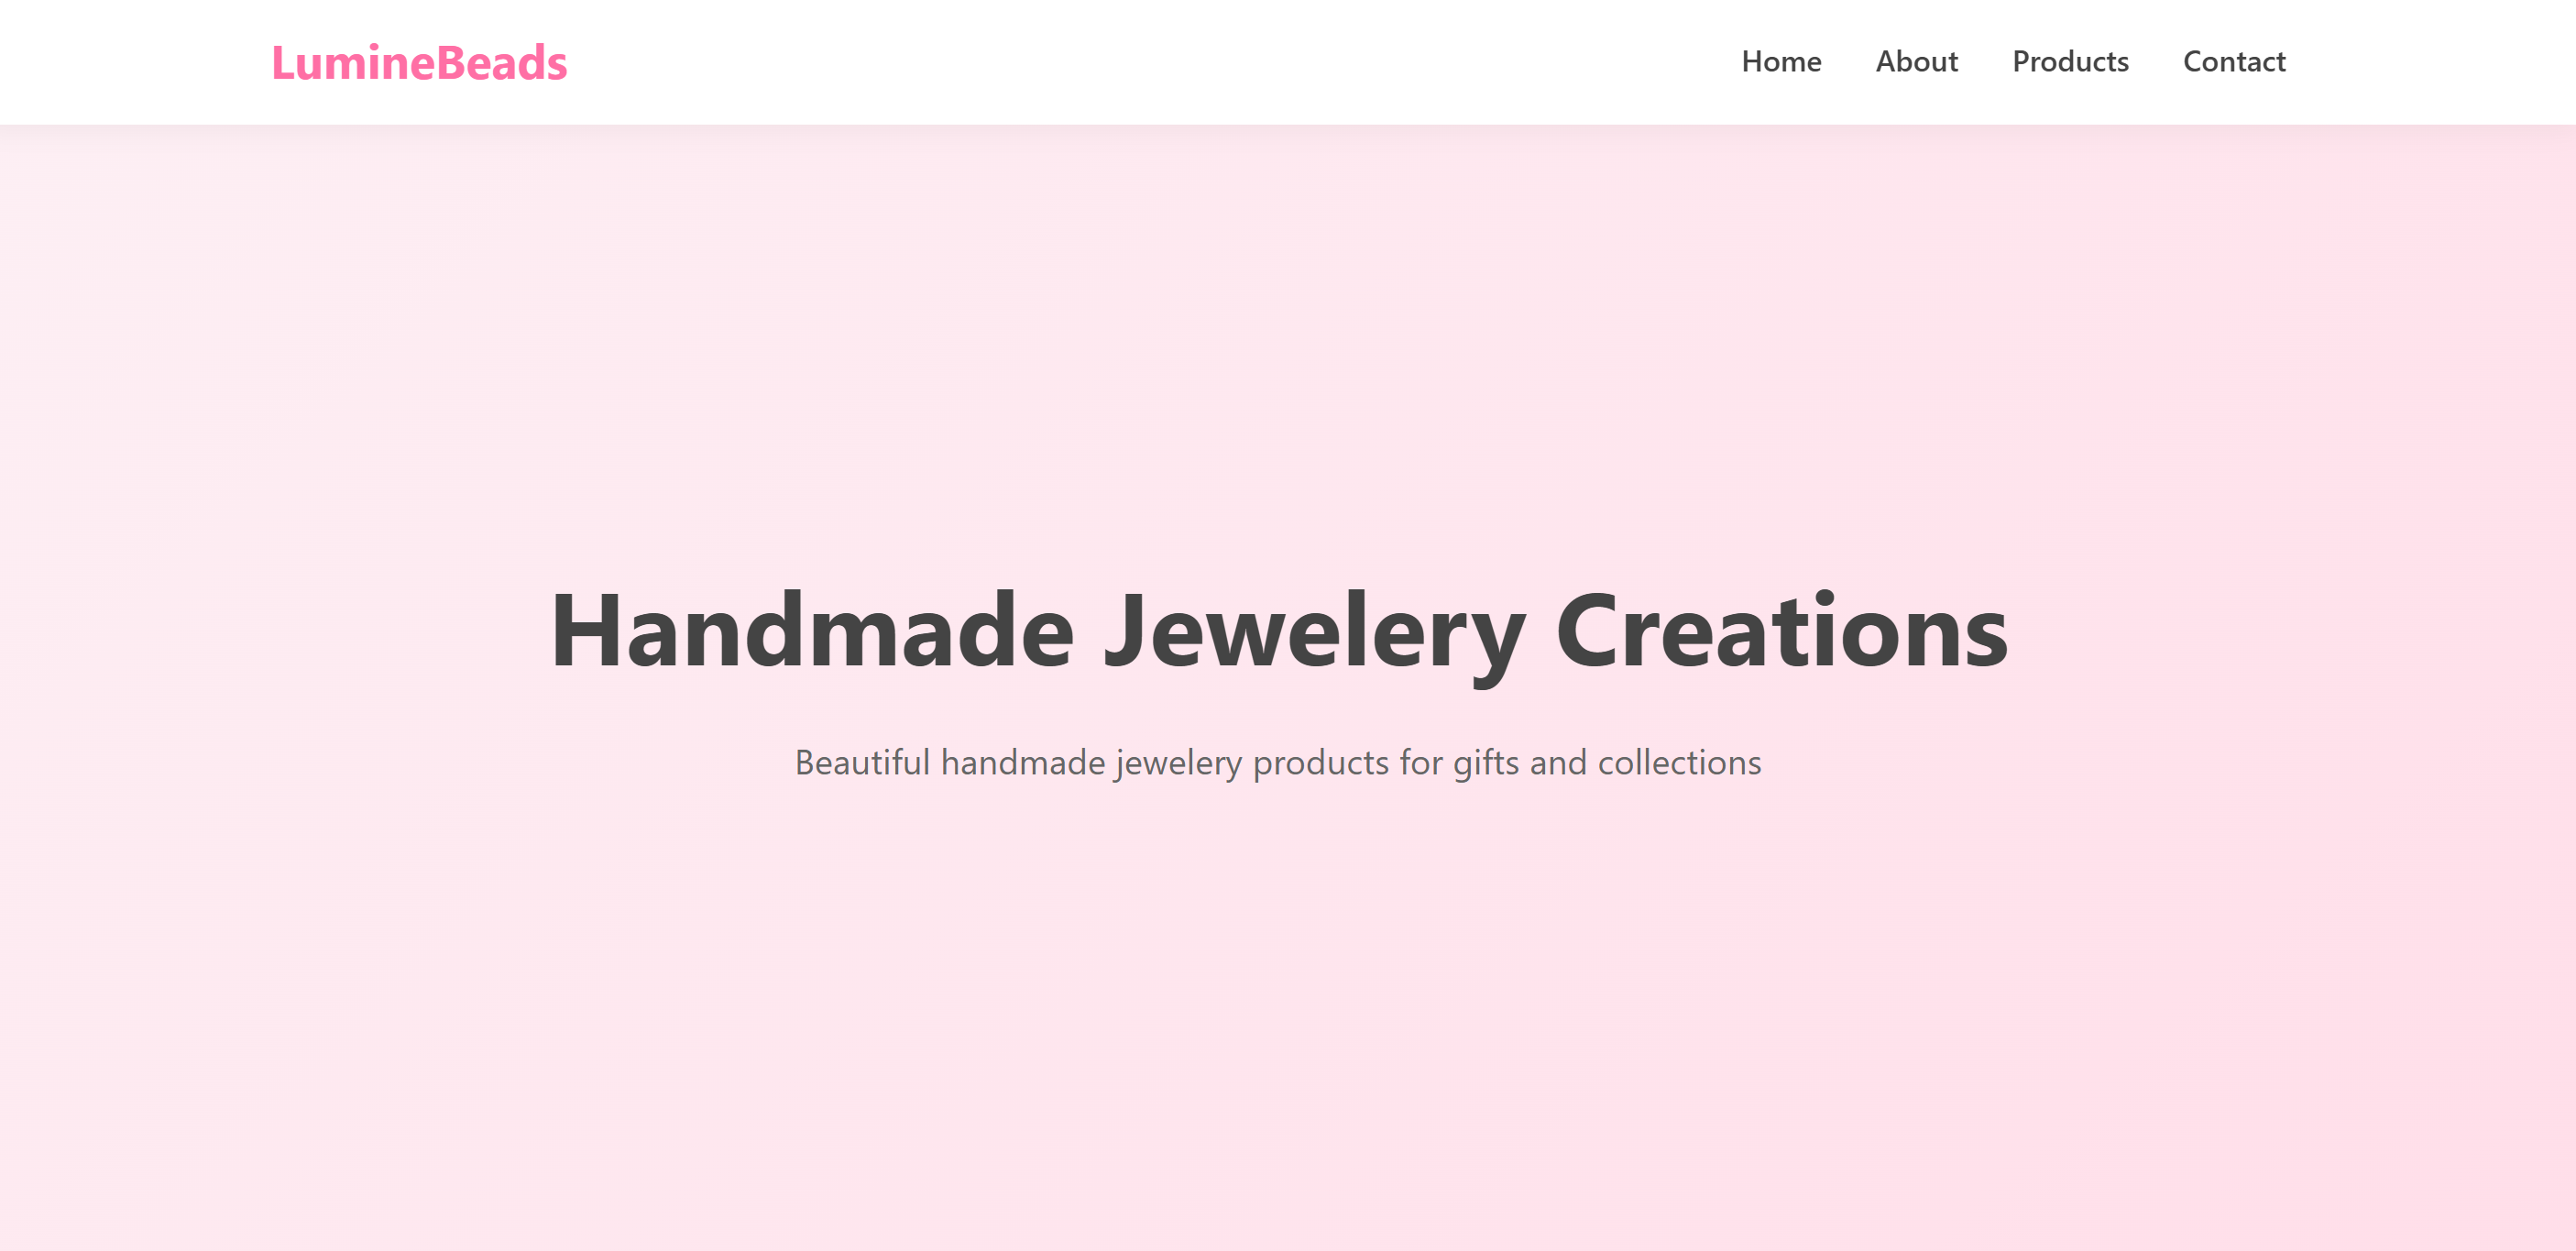 LumineBeads
Home About Products Contact
Handmade Jewelery Creations
Beautiful handmade jewelery products for gifts and collections